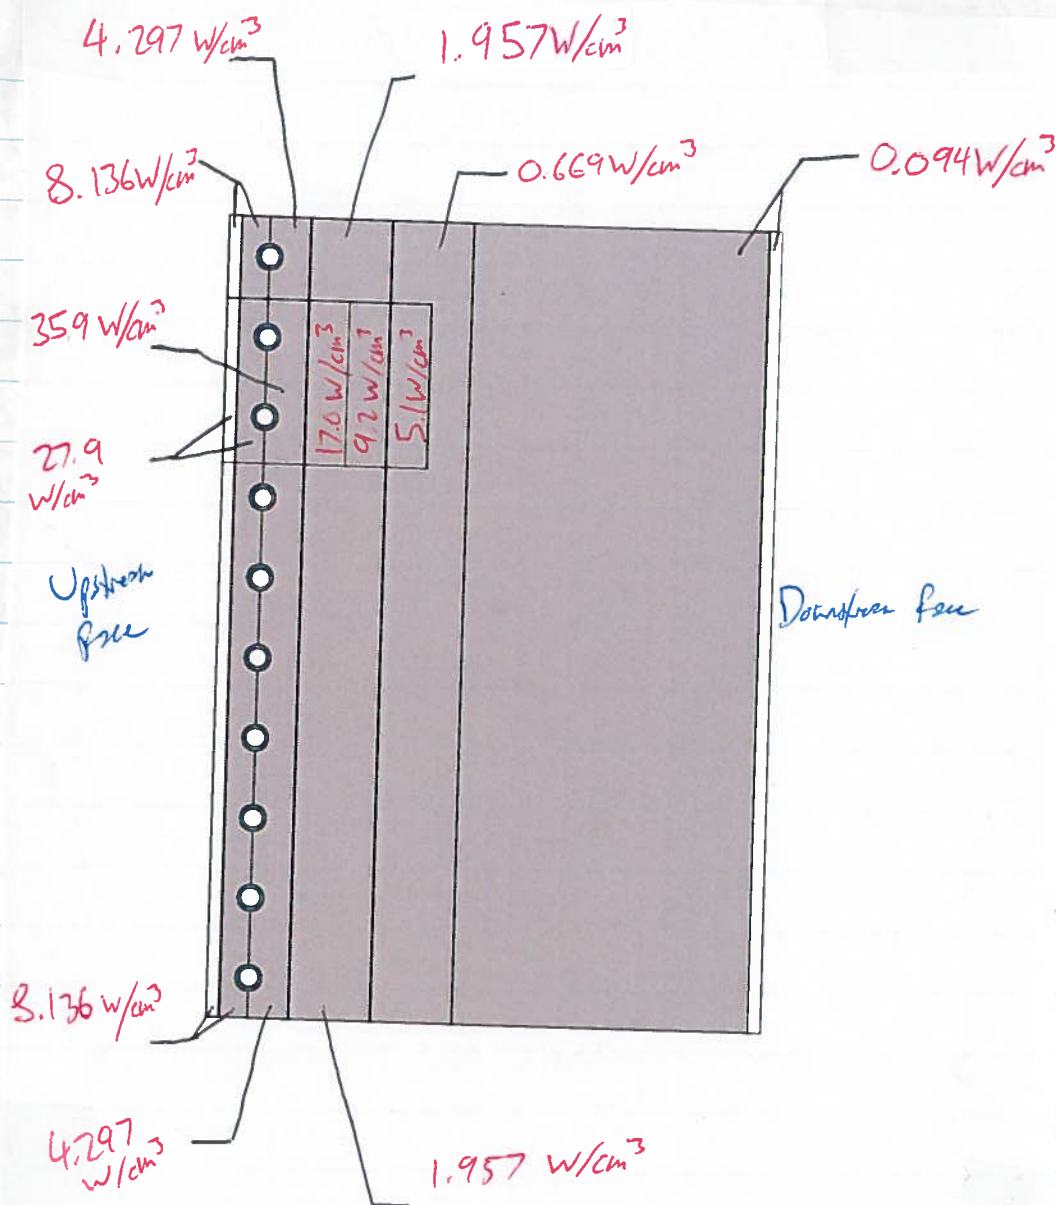 4.297 W/cm³
1.957 W/cm³
8.136 W/cm³
0.669 W/cm³
0.094 W/cm³
359 W/cm³
17.0 W/cm³
9.2 W/cm³
5.1 W/cm³
27.9
W/cm³
Upstream
face
Downstream face
8.136 W/cm³
4.297
W/cm³
1.957 W/cm³